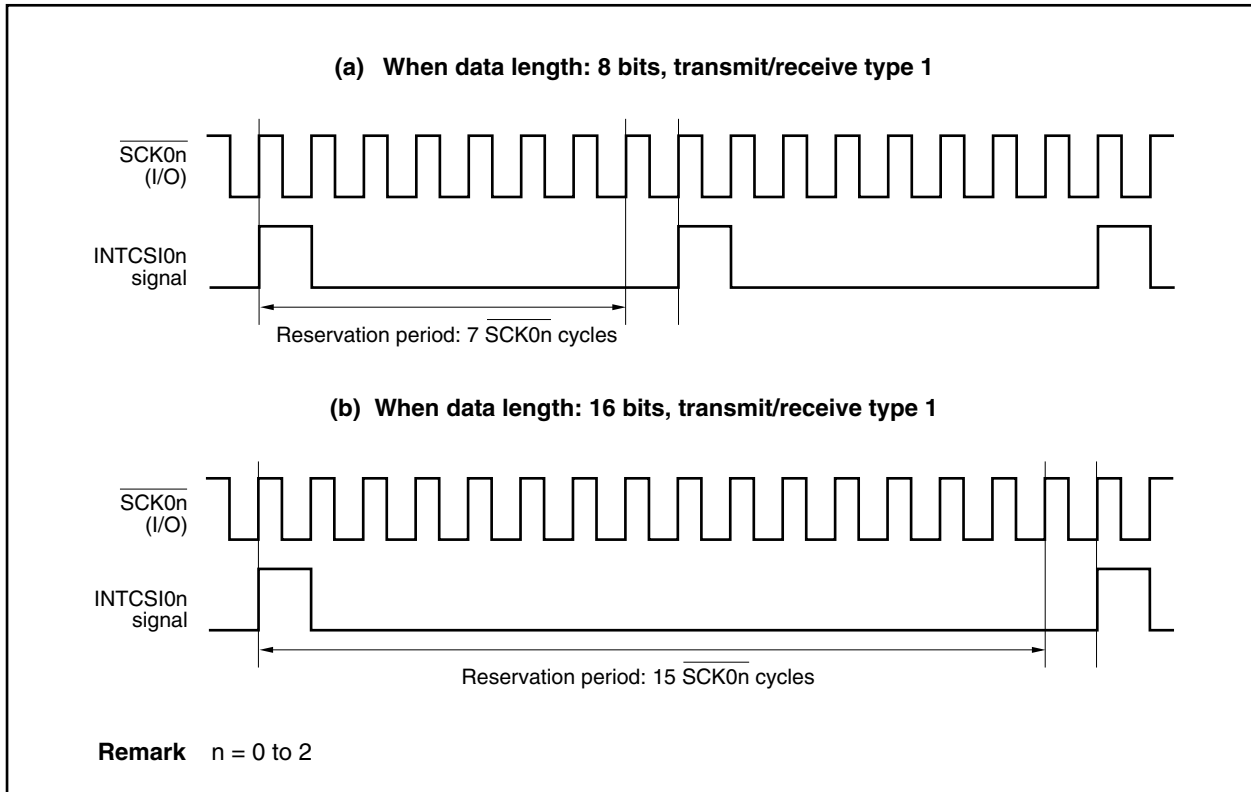 (a) When data length: 8 bits, transmit/receive type 1
SCK0n
(I/O)
INTCSI0n
signal
Reservation period: 7 SCK0n cycles
(b) When data length: 16 bits, transmit/receive type 1
SCK0n
(I/O)
INTCSI0n
signal
Reservation period: 15 SCK0n cycles
Remark n = 0 to 2